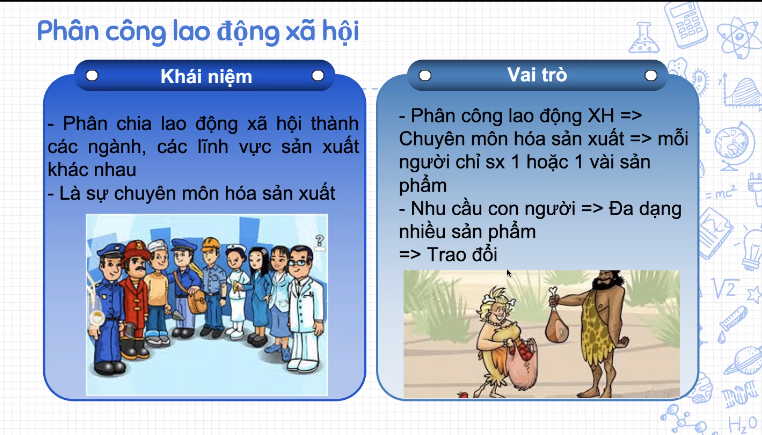 Phân công lao động xã hội
Khái niệm
- Phân chia lao động xã hội thành
các ngành, các lĩnh vực sản xuất
khác nhau
- Là sự chuyên môn hóa sản xuất
?
Vai trò
- Phân công lao động XH =>
Chuyên môn hóa sản xuất => mỗi
người chỉ sx 1 hoặc 1 vài sản
phẩm
- Nhu cầu con người => Đa dạng
nhiều sản phẩm
=> Trao đổi
= mc²
√2
H₂O